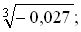 ∛(− 0,027) ;